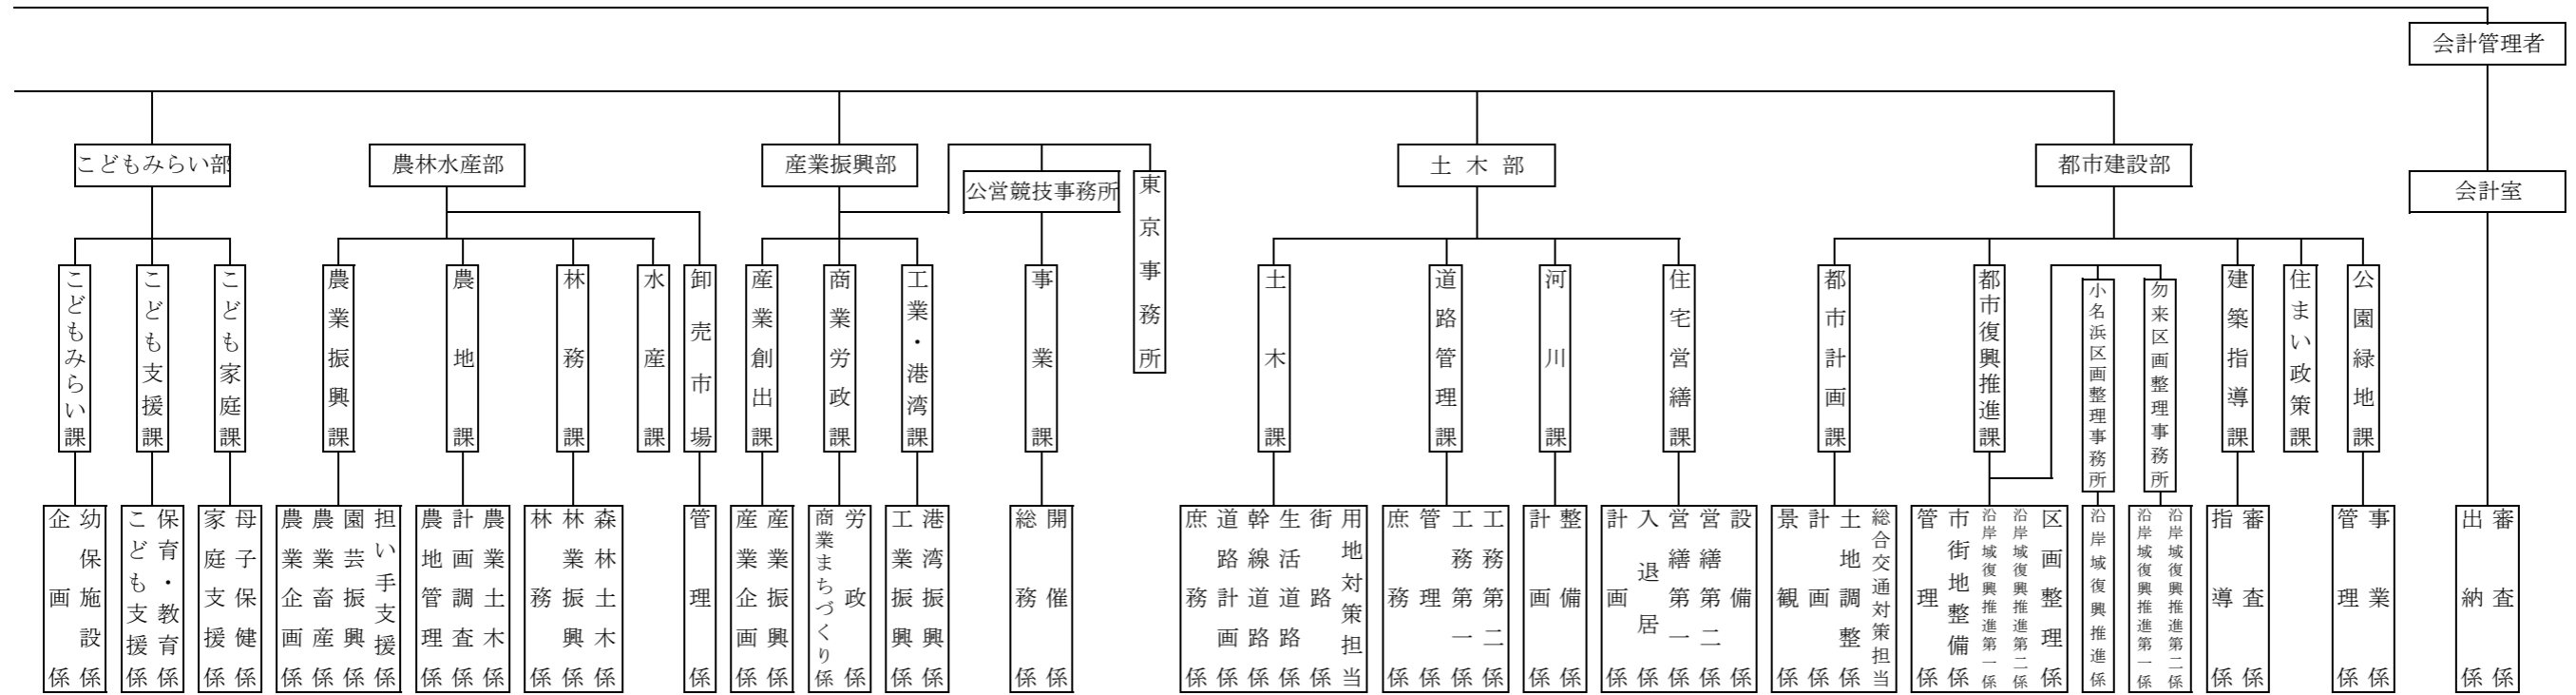 会計管理者
こどもみらい部
農林水産部
産業振興部
公営競技事務所
東京事務所
土木部
都市建設部
会計室
こどもみらい課
こども支援課
こども家庭課
農業振興課
農地課
林務課
水産課
卸売市場
産業創出課
商業労政課
工業・港湾課
事業課
土木課
道路管理課
河川課
住宅営繕課
都市計画課
都市復興推進課
小名浜区画整理事務所
勿来区画整理事務所
建築指導課
住まい政策課
公園緑地課
企画係
幼保施設係
こども支援係
保育・教育係
家庭支援係
母子保健係
農業企画係
農業畜産係
園芸振興係
担い手支援係
農地管理係
計画調査係
農業土木係
林務係
林業振興係
森林土木係
管理係
産業企画係
産業振興係
商業まちづくり係
労政係
工業振興係
港湾振興係
総務係
開催係
庶務係
道路計画係
幹線道路係
生活道路係
街路係
用地対策担当
庶務係
管理係
工務第一係
工務第二係
計画係
整備係
計画係
入退居係
営繕第一係
営繕第二係
設備係
景観係
計画係
土地調整係
総合交通対策担当
管理係
市街地整備係
沿岸域復興推進第一係
沿岸域復興推進第二係
区画整理係
沿岸域復興推進係
沿岸域復興推進第一係
沿岸域復興推進第二係
指導係
審査係
管理係
事業係
出納係
審査係